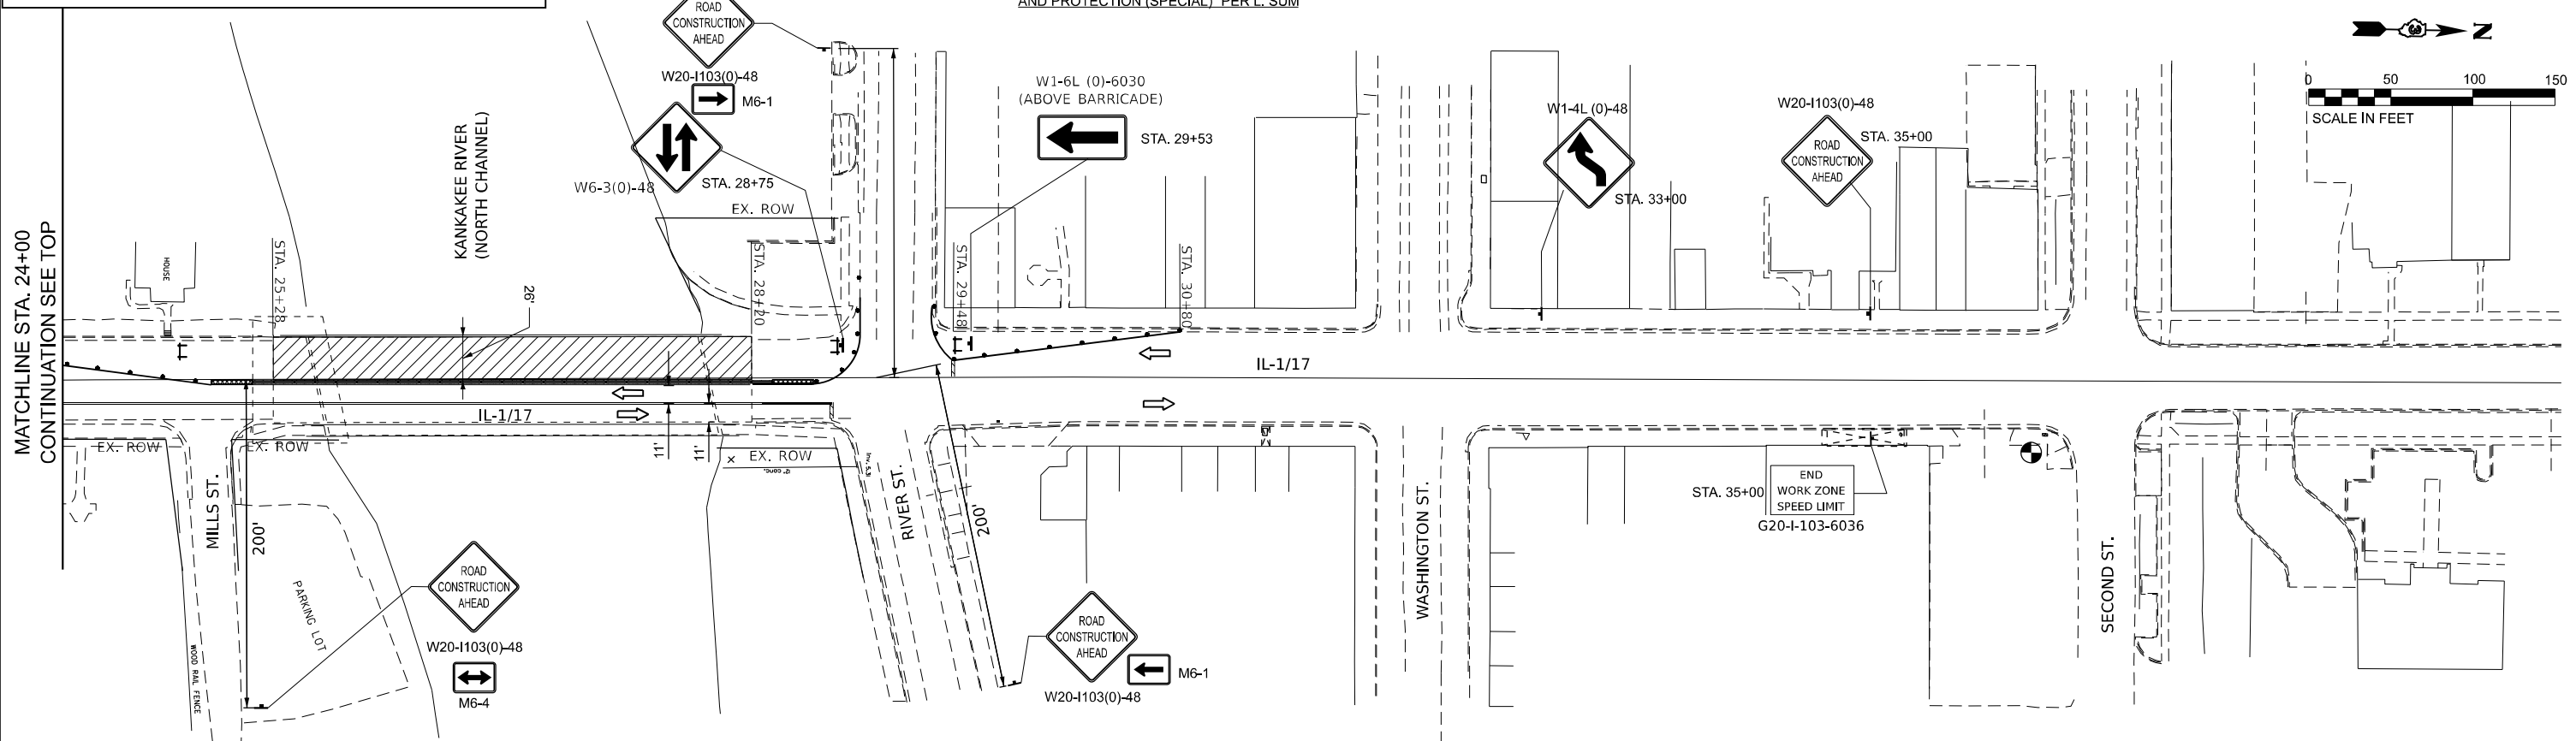 AND PROTECTION (SPECIAL) PER L. SUM
ROAD
CONSTRUCTION
AHEAD
W20-I103(0)-48
M6-1
W6-3(0)-48
STA. 28+75
EX. ROW
W1-6L (0)-6030
(ABOVE BARRICADE)
STA. 29+53
W1-4L (0)-48
STA. 33+00
W20-I103(0)-48
STA. 35+00
ROAD
CONSTRUCTION
AHEAD
N
0 50 100 150
SCALE IN FEET
MATCHLINE STA. 24+00
CONTINUATION SEE TOP
HOUSE
KANKAKEE RIVER
(NORTH CHANNEL)
STA. 25+28
26'
STA. 28+20
STA. 29+48
STA. 30+80
IL-1/17
IL-1/17
EX. ROW
EX. ROW
11'
11'
x EX. ROW
MILLS ST.
200'
PARKING LOT
WOOD RAIL FENCE
ROAD
CONSTRUCTION
AHEAD
W20-I103(0)-48
M6-4
RIVER ST.
200'
ROAD
CONSTRUCTION
AHEAD
M6-1
W20-I103(0)-48
WASHINGTON ST.
STA. 35+00
END
WORK ZONE
SPEED LIMIT
G20-I-103-6036
SECOND ST.